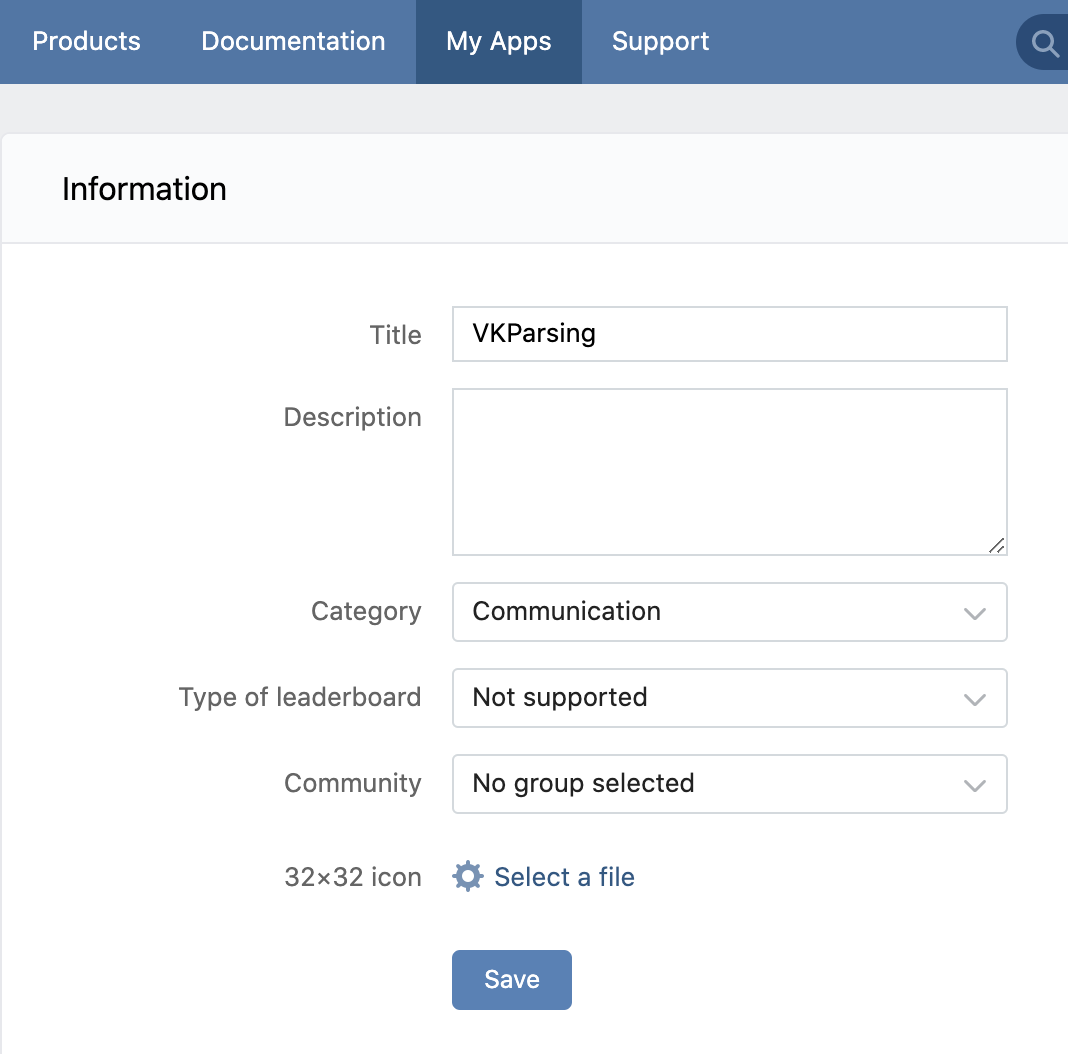 Products Documentation My Apps Support
Information
Title VKParsing
Description
Category Communication
Type of leaderboard Not supported
Community No group selected
32×32 icon Select a file
Save